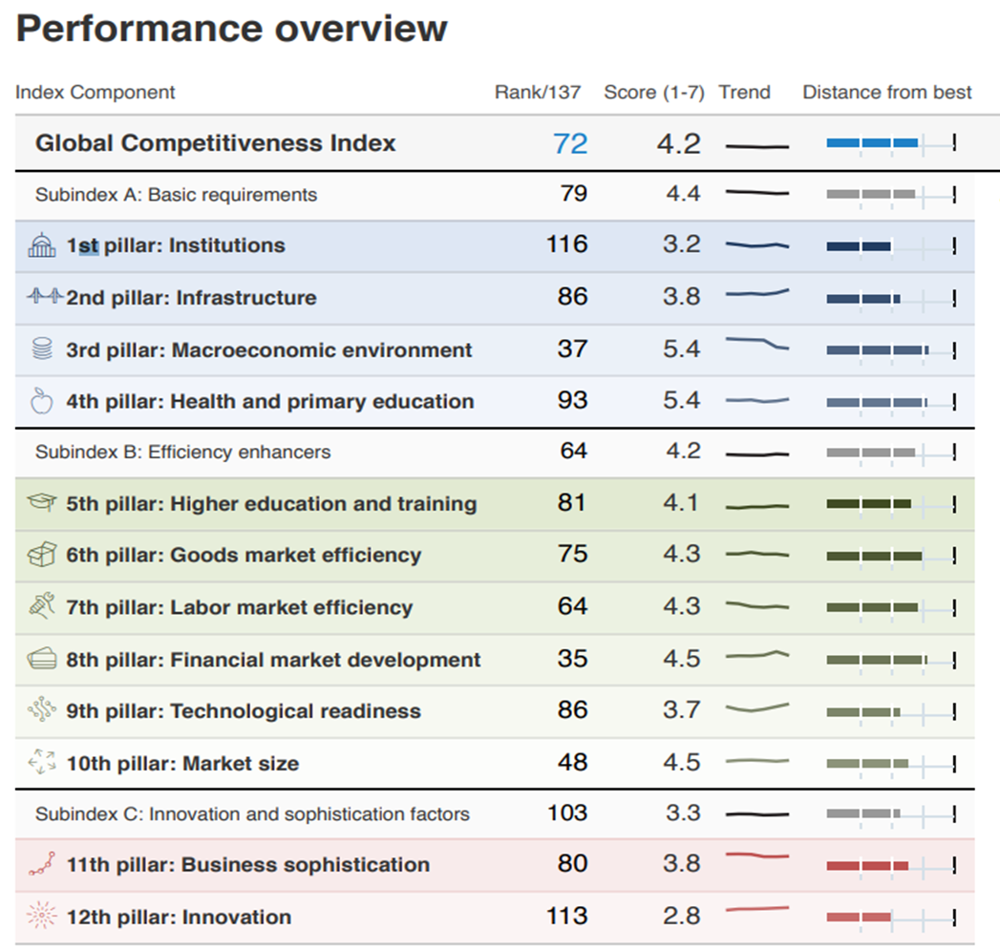 Performance overview
Index Component Rank/137 Score (1-7) Trend Distance from best
Global Competitiveness Index 72 4.2
Subindex A: Basic requirements 79 4.4
1st pillar: Institutions 116 3.2
2nd pillar: Infrastructure 86 3.8
3rd pillar: Macroeconomic environment 37 5.4
4th pillar: Health and primary education 93 5.4
Subindex B: Efficiency enhancers 64 4.2
5th pillar: Higher education and training 81 4.1
6th pillar: Goods market efficiency 75 4.3
7th pillar: Labor market efficiency 64 4.3
8th pillar: Financial market development 35 4.5
9th pillar: Technological readiness 86 3.7
10th pillar: Market size 48 4.5
Subindex C: Innovation and sophistication factors 103 3.3
11th pillar: Business sophistication 80 3.8
12th pillar: Innovation 113 2.8